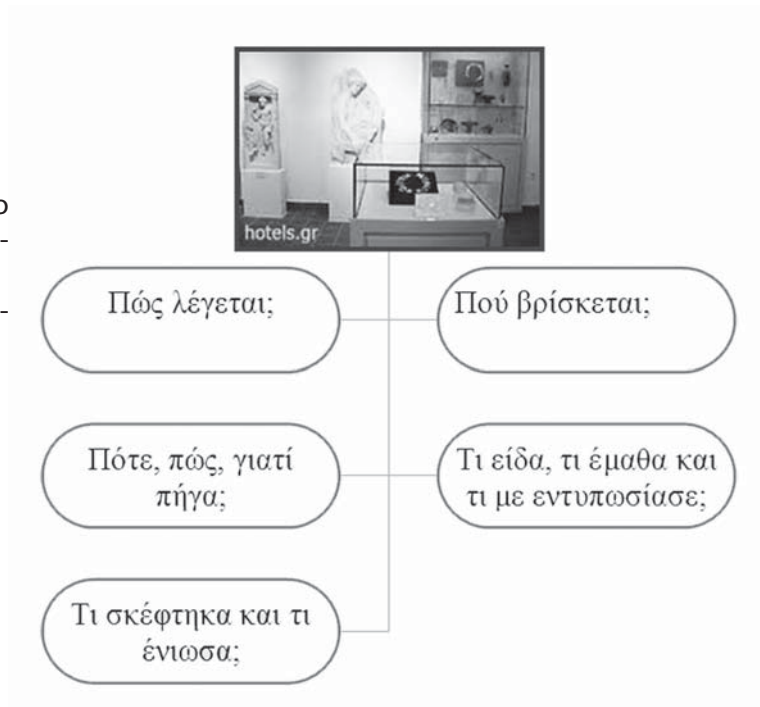 hotels.gr
Πώς λέγεται;
Πού βρίσκεται;
Πότε, πώς, γιατί
πήγα;
Τι είδα, τι έμαθα και
τι με εντυπωσίασε;
Τι σκέφτηκα και τι
ένιωσα;